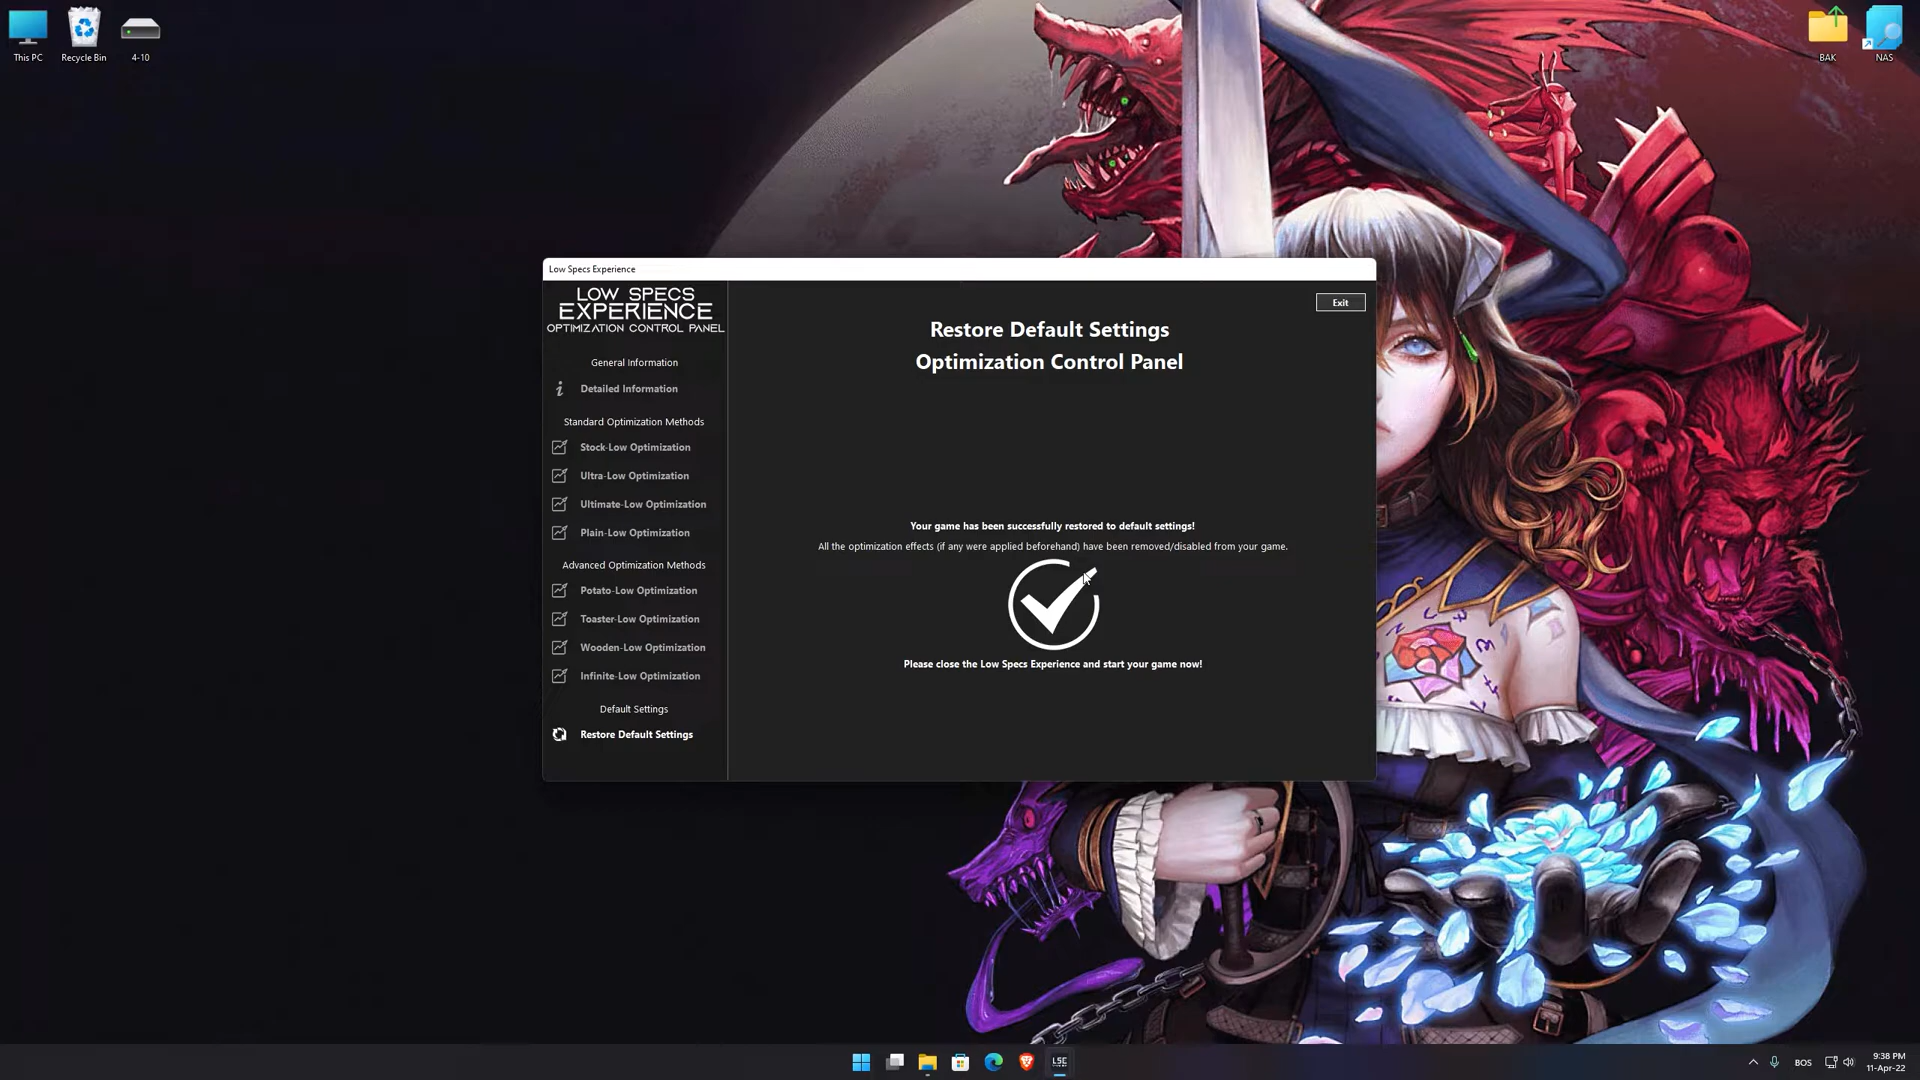 This PC
Recycle Bin
4-10
BAK
NAS
Low Specs Experience
LOW SPECS
EXPERIENCE
OPTIMIZATION CONTROL PANEL
General Information
Detailed Information
Standard Optimization Methods
Stock-Low Optimization
Ultra-Low Optimization
Ultimate-Low Optimization
Plain-Low Optimization
Advanced Optimization Methods
Potato-Low Optimization
Toaster-Low Optimization
Wooden-Low Optimization
Infinite-Low Optimization
Default Settings
Restore Default Settings
Exit
Restore Default Settings
Optimization Control Panel
Your game has been successfully restored to default settings!
All the optimization effects (if any were applied beforehand) have been removed/disabled from your game.
Please close the Low Specs Experience and start your game now!
LSE
BOS
9:38 PM
11-Apr-22